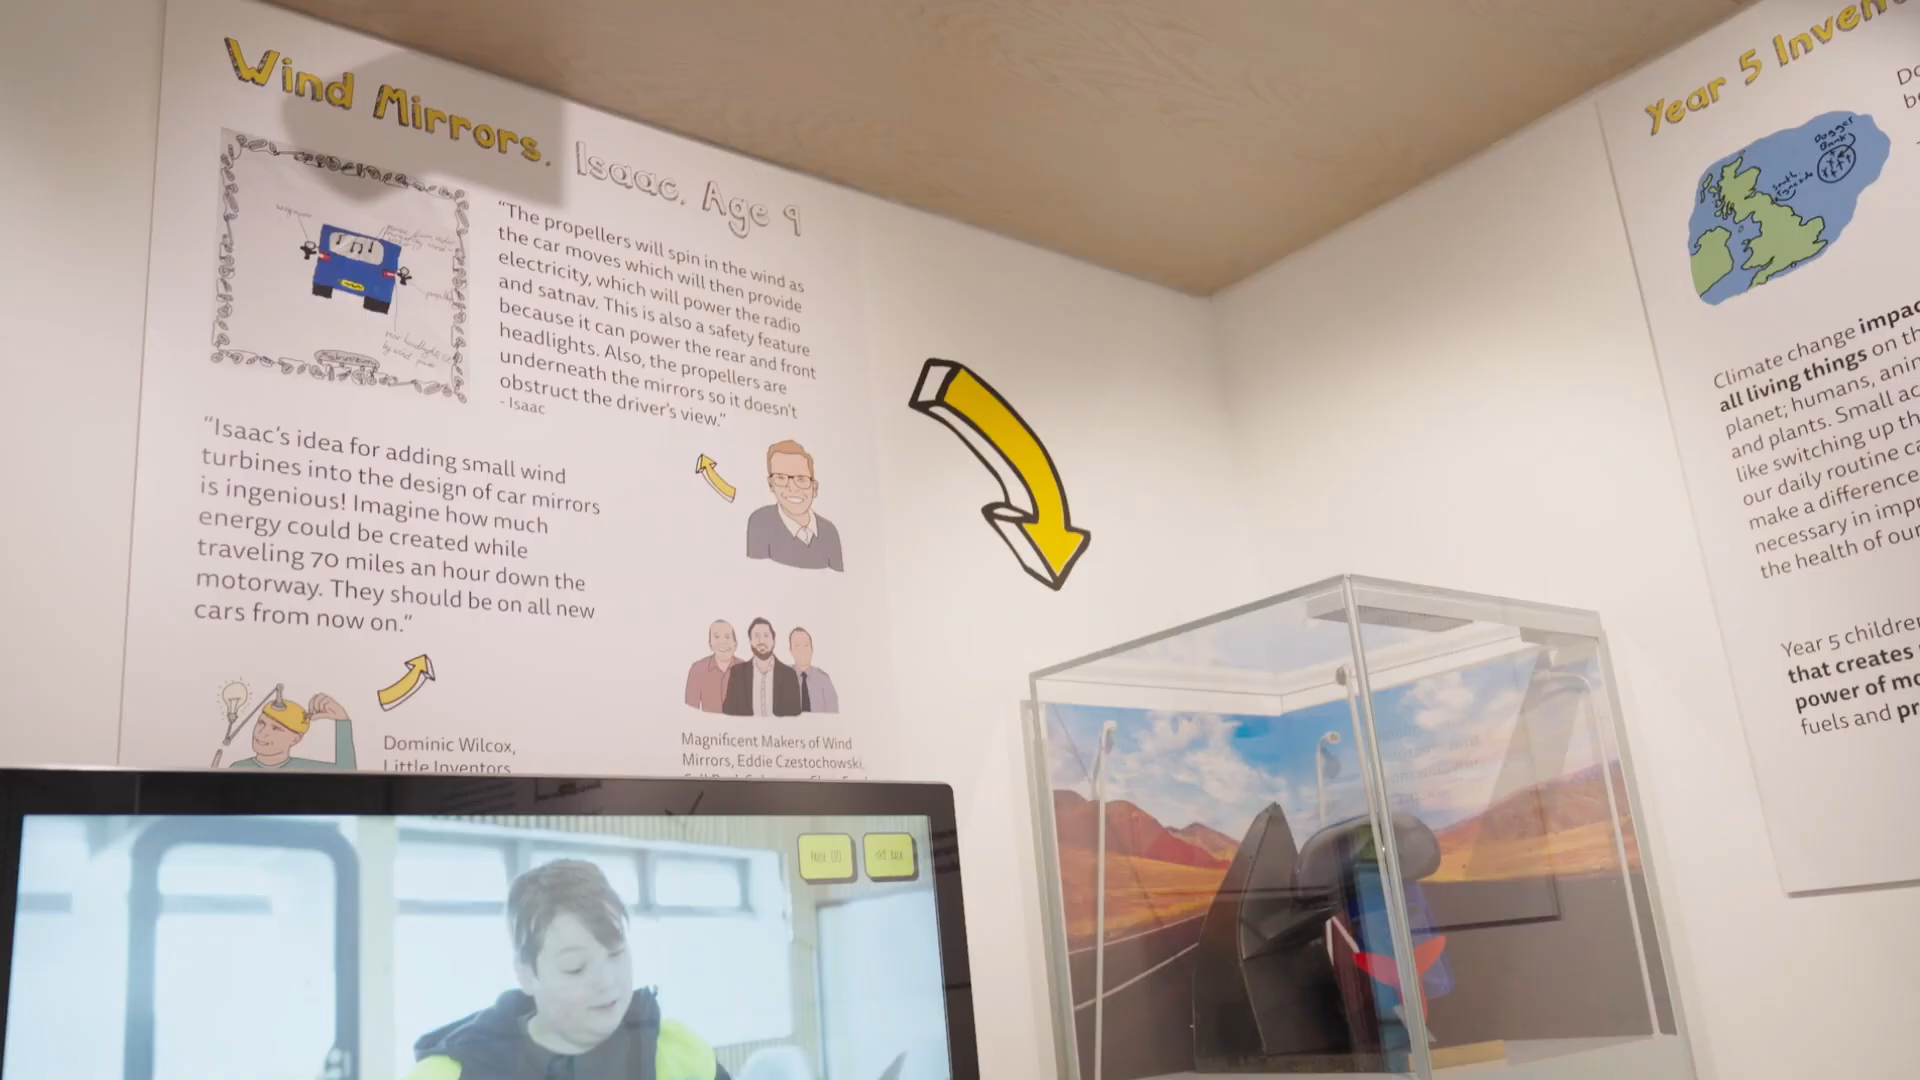 Wind Mirrors. Isaac. Age 9
"The propellers will spin in the wind as
the car moves which will then provide
electricity, which will power the radio
and satnav. This is also a safety feature
because it can power the rear and front
headlights. Also, the propellers are
underneath the mirrors so it doesn't
obstruct the driver's view."
- Isaac
"Isaac's idea for adding small wind
turbines into the design of car mirrors
is ingenious! Imagine how much
energy could be created while
traveling 70 miles an hour down the
motorway. They should be on all new
cars from now on."
Dominic Wilcox,
Little Inventors
Magnificent Makers of Wind
Mirrors, Eddie Czestochowski,
Year 5 Inven
Dogger
Bank
South
Tyneside
Climate change impac
all living things on th
planet; humans, anim
and plants. Small ac
like switching up th
our daily routine ca
make a difference
necessary in impr
the health of our
Year 5 children
that creates
power of mo
fuels and pr